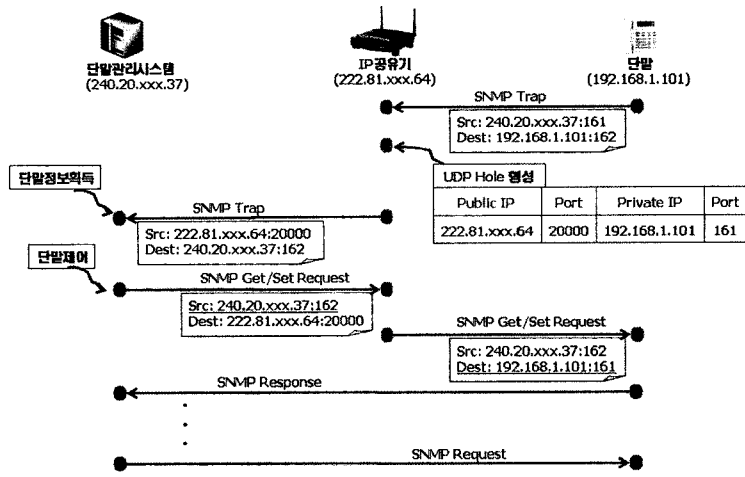 단말관리시스템
(240.20.xxx.37)
IP공유기
(222.81.xxx.64)
단말
(192.168.1.101)
SNMP Trap
Src: 240.20.xxx.37:161
Dest: 192.168.1.101:162
UDP Hole 형성
Public IP Port Private IP Port
222.81.xxx.64 20000 192.168.1.101 161
단말정보획득
SNMP Trap
Src: 222.81.xxx.64:20000
Dest: 240.20.xxx.37:162
단말제어
SNMP Get/Set Request
Src: 240.20.xxx.37:162
Dest: 222.81.xxx.64:20000
SNMP Get/Set Request
Src: 240.20.xxx.37:162
Dest: 192.168.1.101:161
SNMP Response
SNMP Request